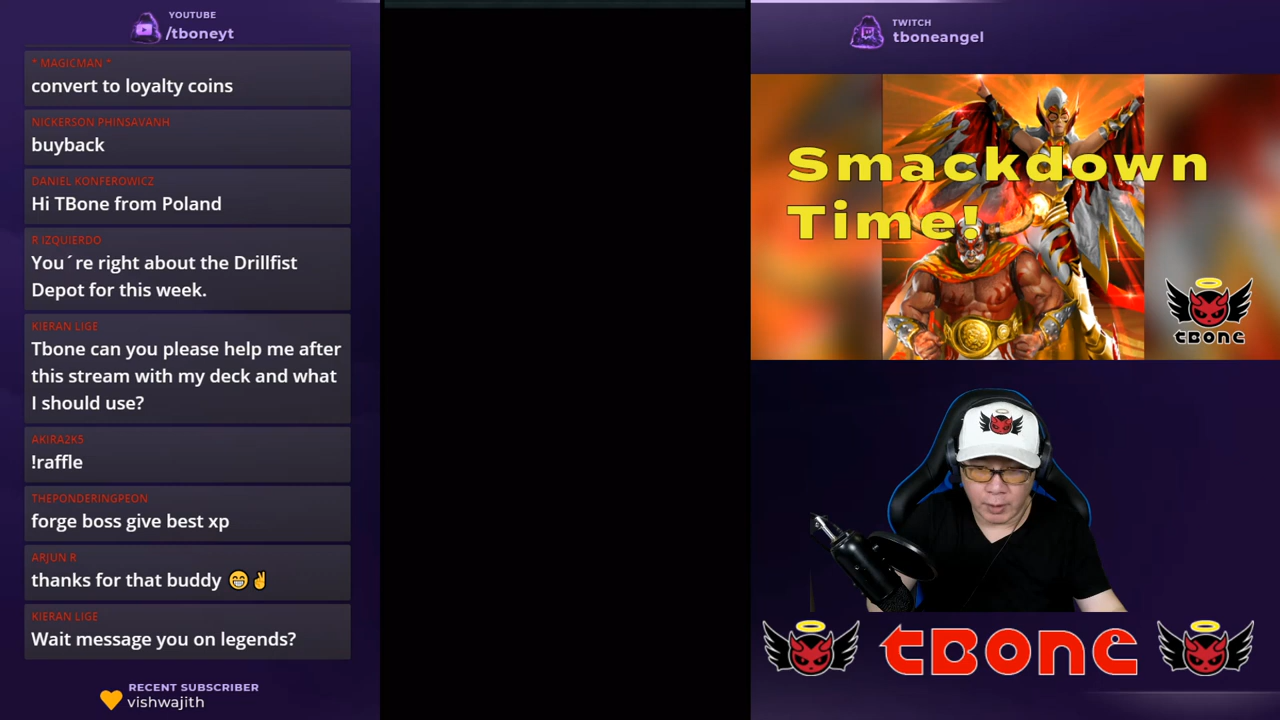 YOUTUBE
/tboneyt
* MAGICMAN *
convert to loyalty coins
NICKERSON PHINSAVANH
buyback
DANIEL KONFEROWICZ
Hi TBone from Poland
R IZQUIERDO
You´re right about the Drillfist
Depot for this week.
KIERAN LIGE
Tbone can you please help me after
this stream with my deck and what
I should use?
AKIRA2K5
!raffle
THEPONDERINGPEON
forge boss give best xp
ARJUN R
thanks for that buddy 😁✌
KIERAN LIGE
Wait message you on legends?
RECENT SUBSCRIBER
vishwajith
TWITCH
tboneangel
Smackdown
Time!
TBONE
TBONE